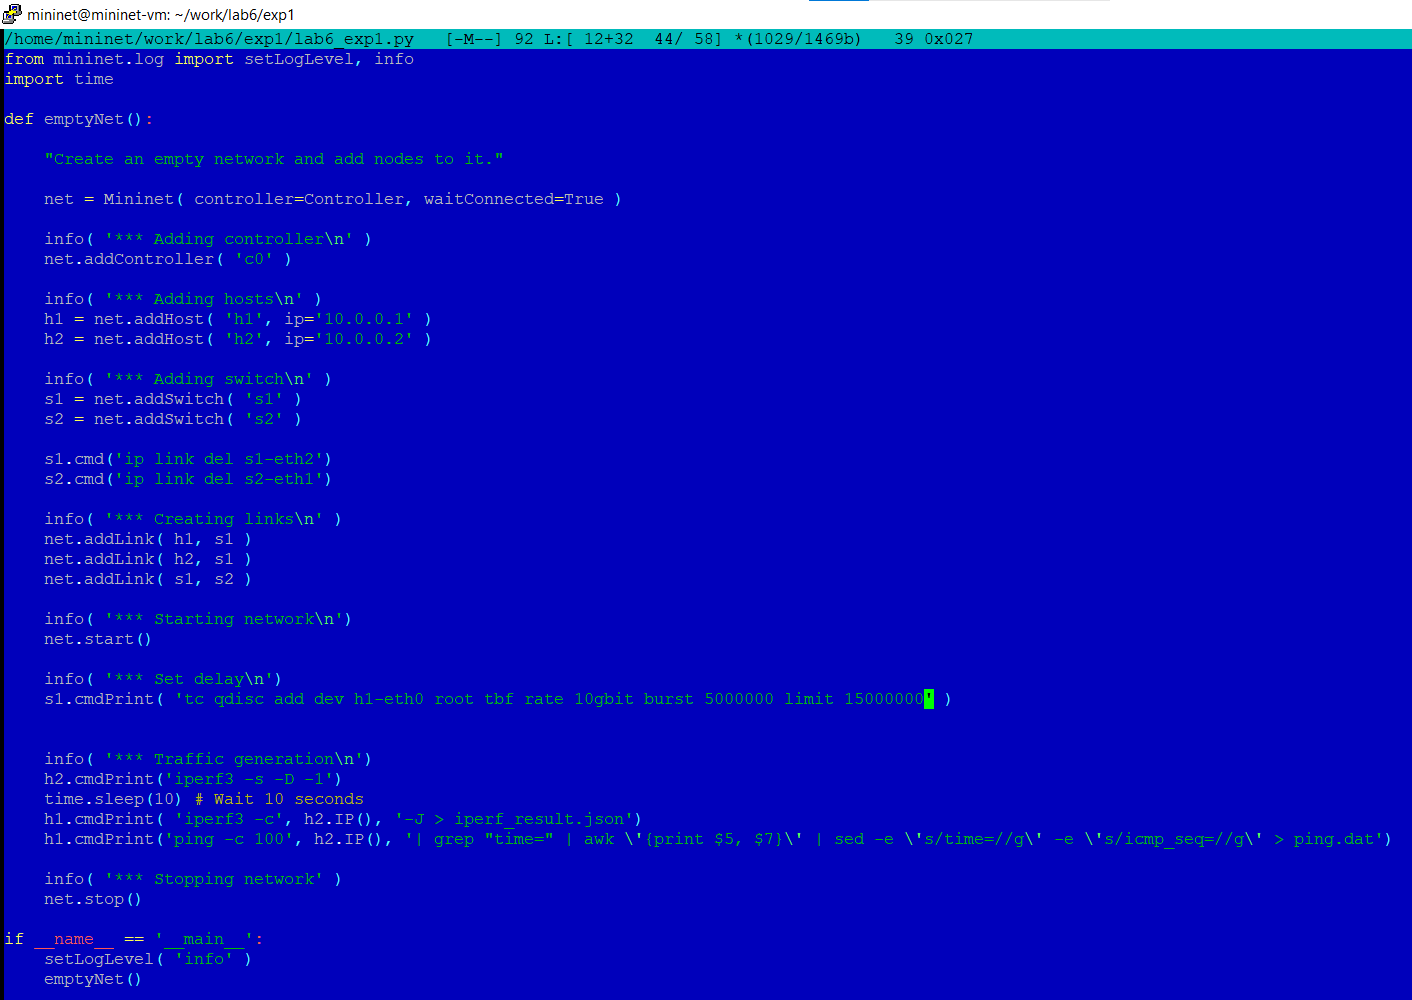 mininet@mininet-vm: ~/work/lab6/exp1
/home/mininet/work/lab6/exp1/lab6_exp1.py   [-M--] 92 L:[ 12+32  44/ 58] *(1029/1469b)   39 0x027
from mininet.log import setLogLevel, info
import time

def emptyNet():

    "Create an empty network and add nodes to it."

    net = Mininet( controller=Controller, waitConnected=True )

    info( '*** Adding controller\n' )
    net.addController( 'c0' )

    info( '*** Adding hosts\n' )
    h1 = net.addHost( 'h1', ip='10.0.0.1' )
    h2 = net.addHost( 'h2', ip='10.0.0.2' )

    info( '*** Adding switch\n' )
    s1 = net.addSwitch( 's1' )
    s2 = net.addSwitch( 's2' )

    s1.cmd('ip link del s1-eth2')
    s2.cmd('ip link del s2-eth1')

    info( '*** Creating links\n' )
    net.addLink( h1, s1 )
    net.addLink( h2, s1 )
    net.addLink( s1, s2 )

    info( '*** Starting network\n')
    net.start()

    info( '*** Set delay\n')
    s1.cmdPrint( 'tc qdisc add dev h1-eth0 root tbf rate 10gbit burst 5000000 limit 15000000' )


    info( '*** Traffic generation\n')
    h2.cmdPrint('iperf3 -s -D -1')
    time.sleep(10) # Wait 10 seconds
    h1.cmdPrint( 'iperf3 -c', h2.IP(), '-J > iperf_result.json')
    h1.cmdPrint('ping -c 100', h2.IP(), '| grep "time=" | awk \'{print $5, $7}\' | sed -e \'s/time=//g\' -e \'s/icmp_seq=//g\' > ping.dat')

    info( '*** Stopping network' )
    net.stop()

if __name__ == '__main__':
    setLogLevel( 'info' )
    emptyNet()